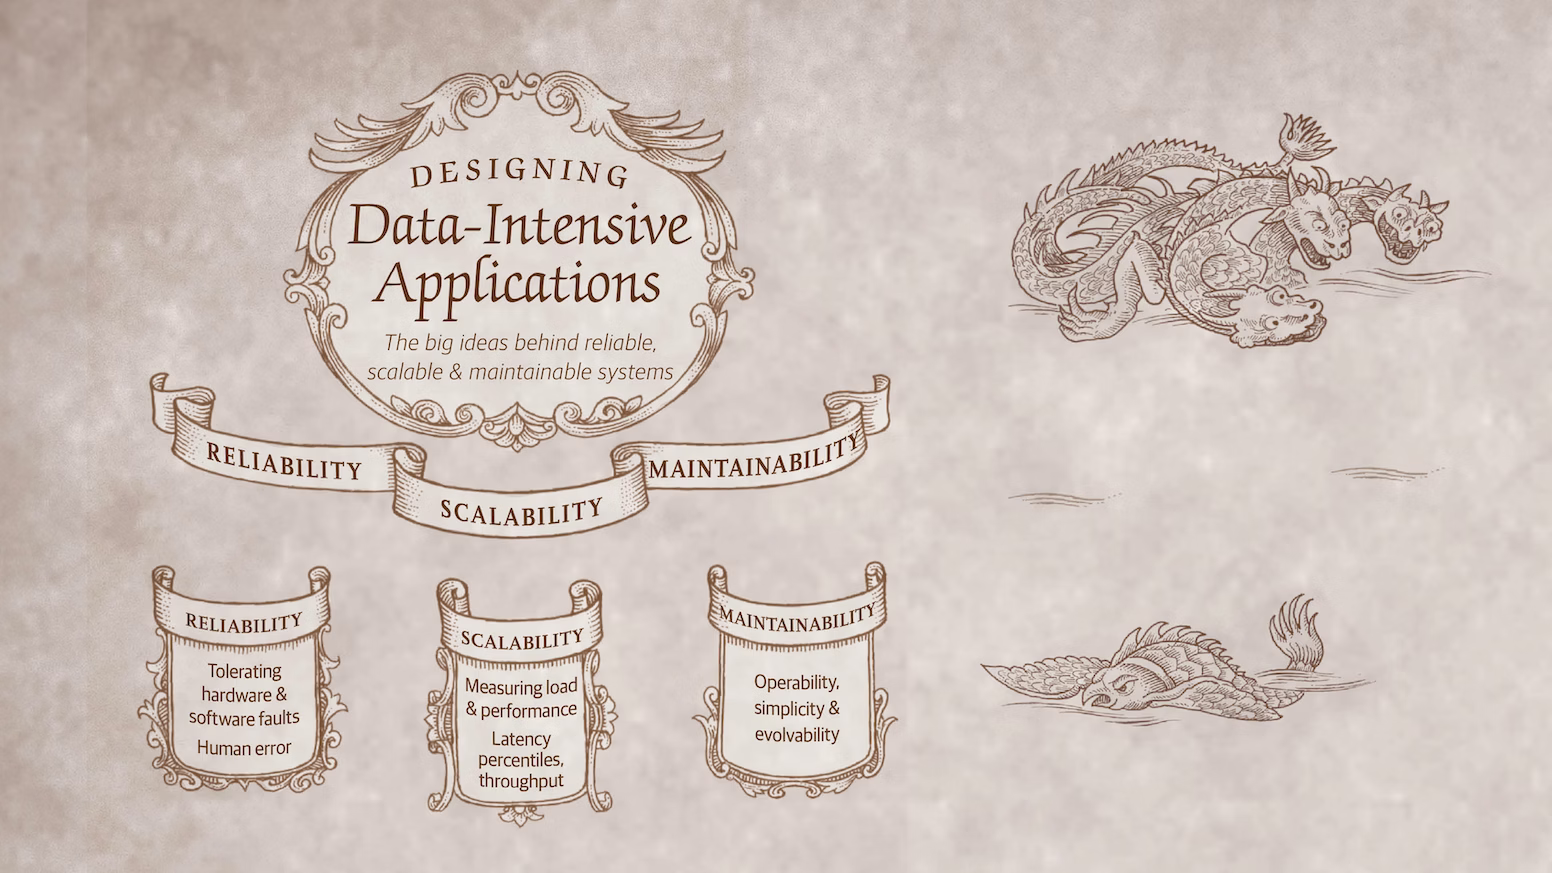 DESIGNING
Data-Intensive
Applications
The big ideas behind reliable,
scalable & maintainable systems
RELIABILITY
SCALABILITY
MAINTAINABILITY
RELIABILITY
Tolerating
hardware &
software faults
Human error
SCALABILITY
Measuring load
& performance
Latency
percentiles,
throughput
MAINTAINABILITY
Operability,
simplicity &
evolvability